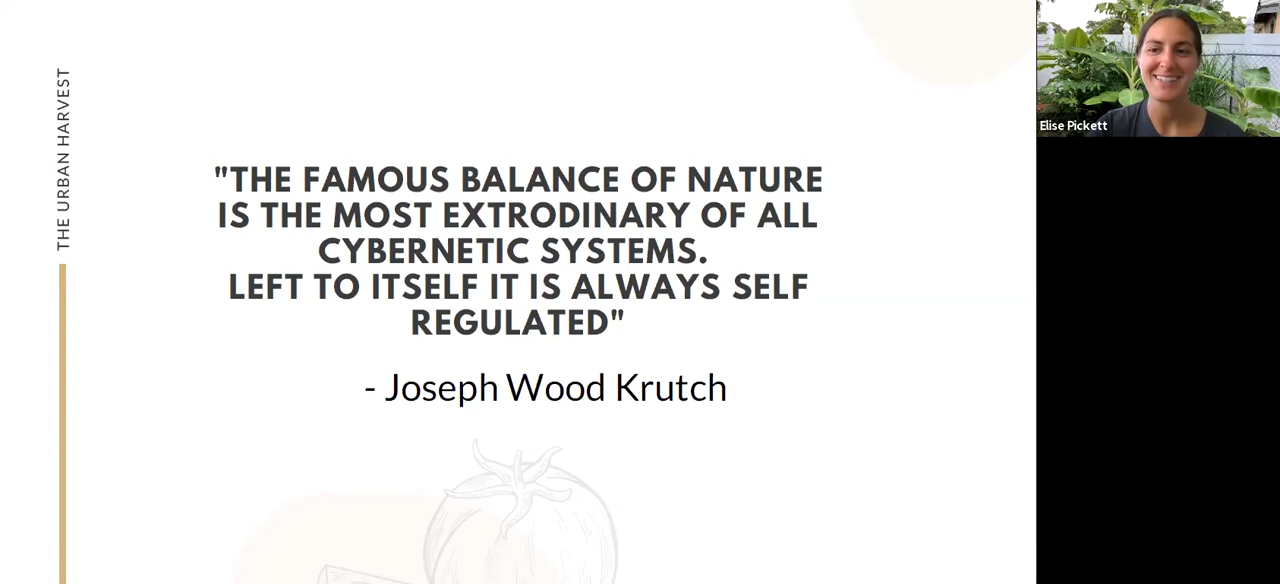 THE URBAN HARVEST
"THE FAMOUS BALANCE OF NATURE
IS THE MOST EXTRODINARY OF ALL
CYBERNETIC SYSTEMS.
LEFT TO ITSELF IT IS ALWAYS SELF
REGULATED"
- Joseph Wood Krutch
Elise Pickett